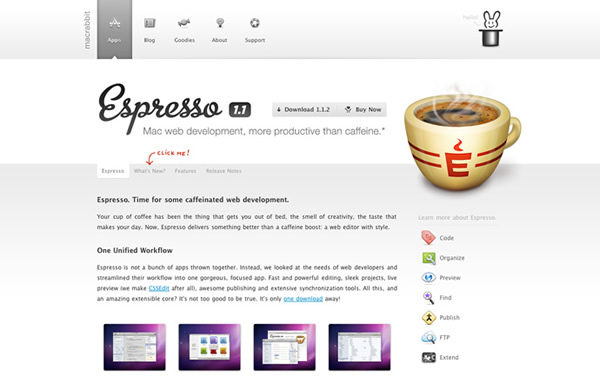 macrabbit
Apps
Blog
Goodies
About
Support
Hello!
Espresso 1.1
Download 1.1.2
Buy Now
Mac web development, more productive than caffeine.*
CLICK ME!
Espresso
What's New?
Features
Release Notes
E
Espresso. Time for some caffeinated web development.
Your cup of coffee has been the thing that gets you out of bed, the smell of creativity, the taste that
makes your day. Now, Espresso delivers something better than a caffeine boost: a web editor with style.
One Unified Workflow
Espresso is not a bunch of apps thrown together. Instead, we looked at the needs of web developers and
streamlined their workflow into one gorgeous, focused app. Fast and powerful editing, sleek projects, live
preview (we make CSSEdit after all), awesome publishing and extensive synchronization tools. All this, and
an amazing extensible core? It's not too good to be true. It's only one download away!
Learn more about Espresso.
Code
Organize
Preview
Find
Publish
FTP
Extend